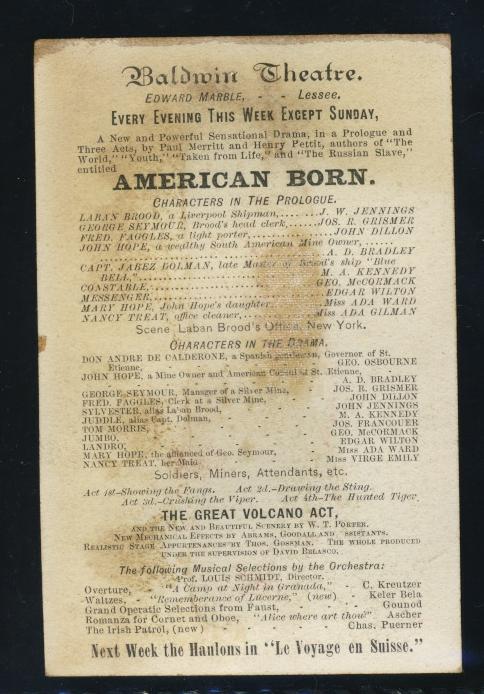 Baldwin Theatre.
EDWARD MARBLE, - - Lessee.
EVERY EVENING THIS WEEK EXCEPT SUNDAY,
A New and Powerful Sensational Drama, in a Prologue and
Three Acts, by Paul Merritt and Henry Pettit, authors of "The
World," "Youth," "Taken from Life," and "The Russian Slave,"
entitled
AMERICAN BORN.
CHARACTERS IN THE PROLOGUE.
LABAN BROOD, a Liverpool Shipman,.......J. W. JENNINGS
GEORGE SEYMOUR, Brood's head clerk,......JOS. R. GRISMER
FRED. FAGGLES, a light porter,............JOHN DILLON
JOHN HOPE, a wealthy South American Mine Owner,......
A. D. BRADLEY
CAPT. JABEZ DOLMAN, late Master of Brood's ship "Blue
BELL,"..........M. A. KENNEDY
CONSTABLE,..........GEO. McCORMACK
MESSENGER,..........EDGAR WILTON
MARY HOPE, John Hope's daughter..........Miss ADA WARD
NANCY TREAT, office cleaner,..........Miss ADA GILMAN
Scene Laban Brood's Office, New York.
CHARACTERS IN THE DRAMA.
DON ANDRE DE CALDERONE, a Spanish gentleman, Governor of St.
Etienne, GEO. OSBOURNE
JOHN HOPE, a Mine Owner and American Consul at St. Etienne,
A. D. BRADLEY
GEORGE SEYMOUR, Manager of a Silver Mine, JOS. R. GRISMER
FRED. FAGGLES, Clerk at a Silver Mine, JOHN DILLON
SYLVESTER, alias Laban Brood, JOHN JENNINGS
JUDDLE, alias Capt. Dolman, M. A. KENNEDY
TOM MORRIS, JOS. FRANCOUER
JUMBO, GEO. McCORMACK
LANDRO, EDGAR WILTON
MARY HOPE, the affianced of Geo. Seymour, Miss ADA WARD
NANCY TREAT, her Maid Miss VIRGE EMILY
Soldiers, Miners, Attendants, etc.
Act 1st-Showing the Fangs. Act 2d.-Drawing the Sting.
Act 3d.-Crushing the Viper. Act 4th-The Hunted Tiger.
THE GREAT VOLCANO ACT,
AND THE NEW AND BEAUTIFUL SCENERY BY W. T. PORTER.
NEW MECHANICAL EFFECTS BY ABRAMS, GOODALL AND SSISTANTS.
REALISTIC STAGE APPURTENANCES BY THOS. GOSSMAN. THE WHOLE PRODUCED
UNDER THE SUPERVISION OF DAVID BELASCO.
The following Musical Selections by the Orchestra:
Prof. LOUIS SCHMIDT, Director.
Overture, - "A Camp at Night in Granada," - C. Kreutzer
Waltzes, - "Rememberance of Lucerne," (new) - Keler Bela
Grand Operatic Selections from Faust, - Gounod
Romanza for Cornet and Oboe, "Alice where art thou?" Ascher
The Irish Patrol, (new) - - Chas. Puerner
Next Week the Hanlons in "Le Voyage en Suisse."